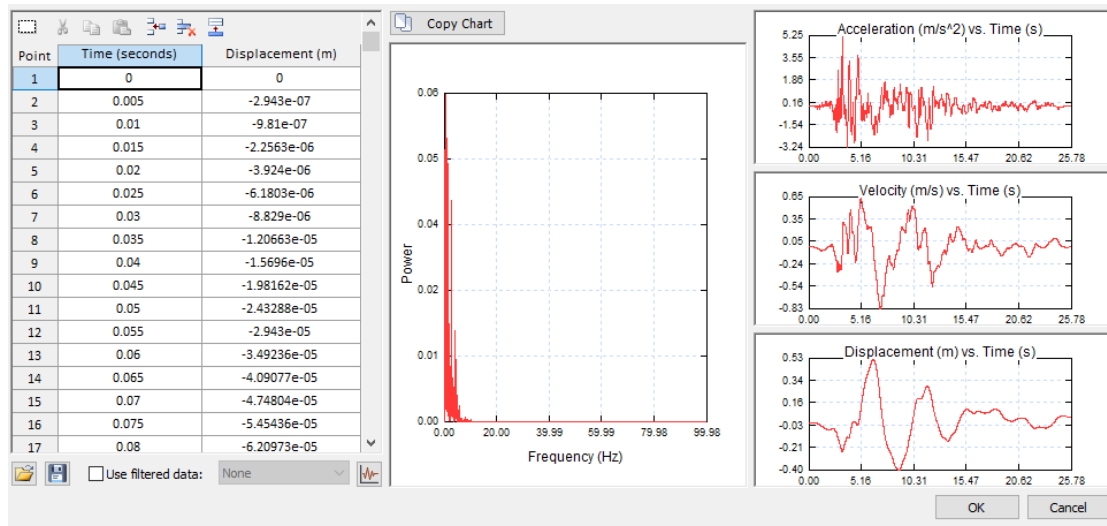 Point Time (seconds) Displacement (m)
1 0 0
2 0.005 -2.943e-07
3 0.01 -9.81e-07
4 0.015 -2.2563e-06
5 0.02 -3.924e-06
6 0.025 -6.1803e-06
7 0.03 -8.829e-06
8 0.035 -1.20663e-05
9 0.04 -1.5696e-05
10 0.045 -1.98162e-05
11 0.05 -2.43288e-05
12 0.055 -2.943e-05
13 0.06 -3.49236e-05
14 0.065 -4.09077e-05
15 0.07 -4.74804e-05
16 0.075 -5.45436e-05
17 0.08 -6.20973e-05
Use filtered data: None
Copy Chart
0.06
0.05
0.04
0.02
0.01
0.00
Power
0.00 20.00 39.99 59.99 79.98 99.98
Frequency (Hz)
Acceleration (m/s^2) vs. Time (s)
5.25
3.55
1.86
0.16
-1.54
-3.24
0.00 5.16 10.31 15.47 20.62 25.78
Velocity (m/s) vs. Time (s)
0.65
0.35
0.05
-0.24
-0.54
-0.83
0.00 5.16 10.31 15.47 20.62 25.78
Displacement (m) vs. Time (s)
0.53
0.34
0.16
-0.03
-0.21
-0.40
0.00 5.16 10.31 15.47 20.62 25.78
OK Cancel